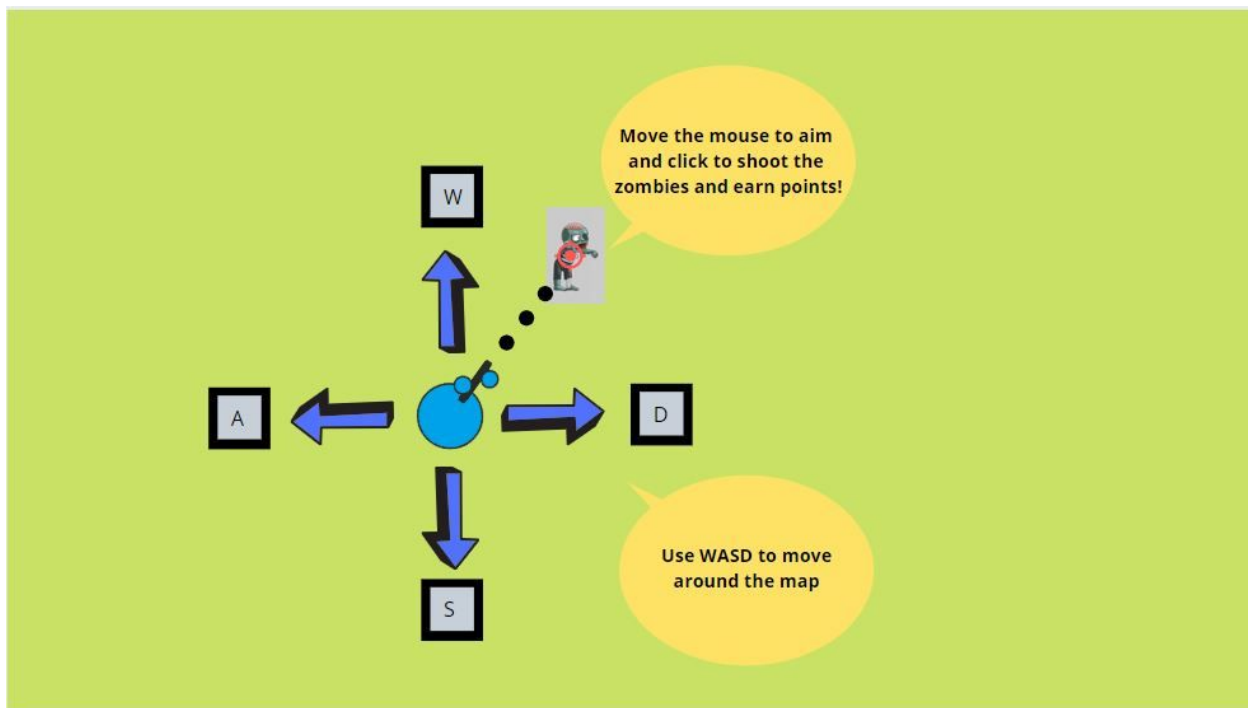 Move the mouse to aim
and click to shoot the
zombies and earn points!
W
A
D
Use WASD to move
around the map
S